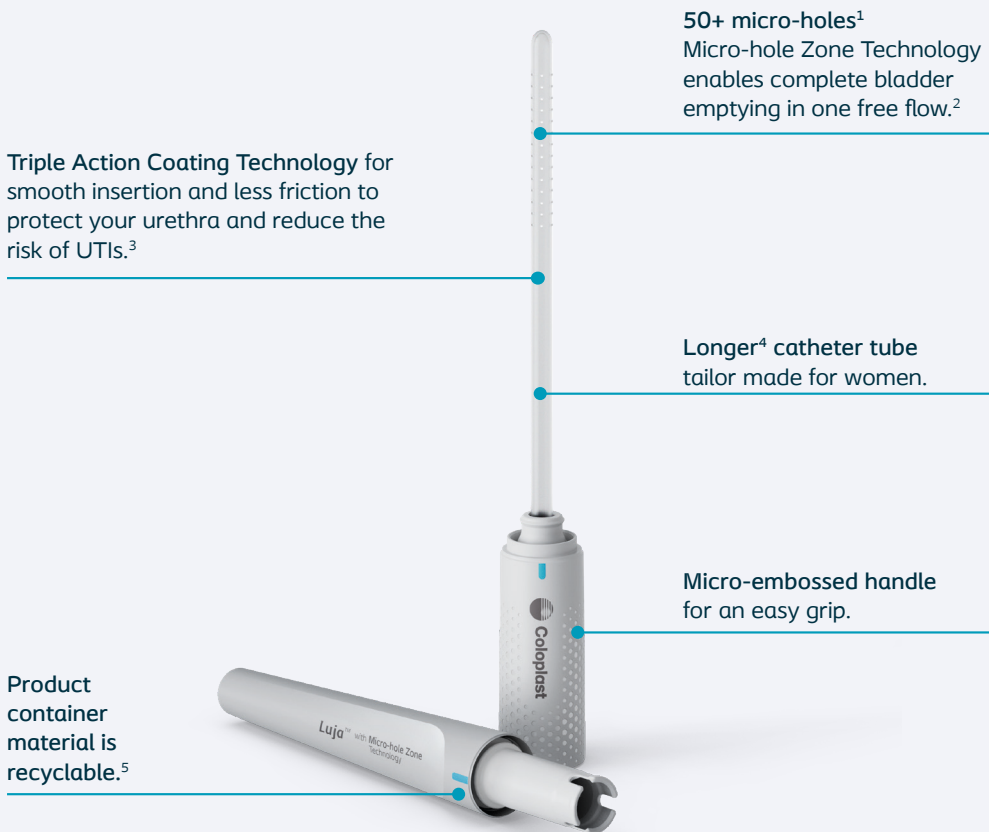 50+ micro-holes¹
Micro-hole Zone Technology
enables complete bladder
emptying in one free flow.²
Triple Action Coating Technology for
smooth insertion and less friction to
protect your urethra and reduce the
risk of UTIs.³
Longer⁴ catheter tube
tailor made for women.
Micro-embossed handle
for an easy grip.
Coloplast
Product
container
material is
recyclable.⁵
Luja™ with Micro-hole Zone
Technology